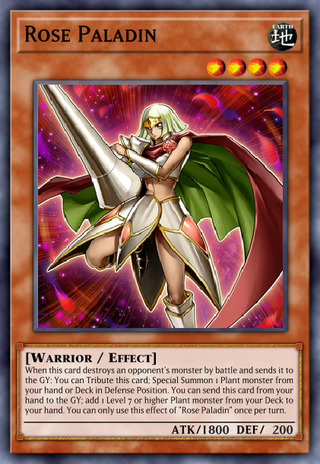 Rose Paladin
EARTH
地
[Warrior / Effect]
When this card destroys an opponent's monster by battle and sends it to
the GY: You can Tribute this card; Special Summon 1 Plant monster from
your hand or Deck in Defense Position. You can send this card from your
hand to the GY; add 1 Level 7 or higher Plant monster from your Deck to
your hand. You can only use this effect of "Rose Paladin" once per turn.
ATK/1800 DEF/ 200